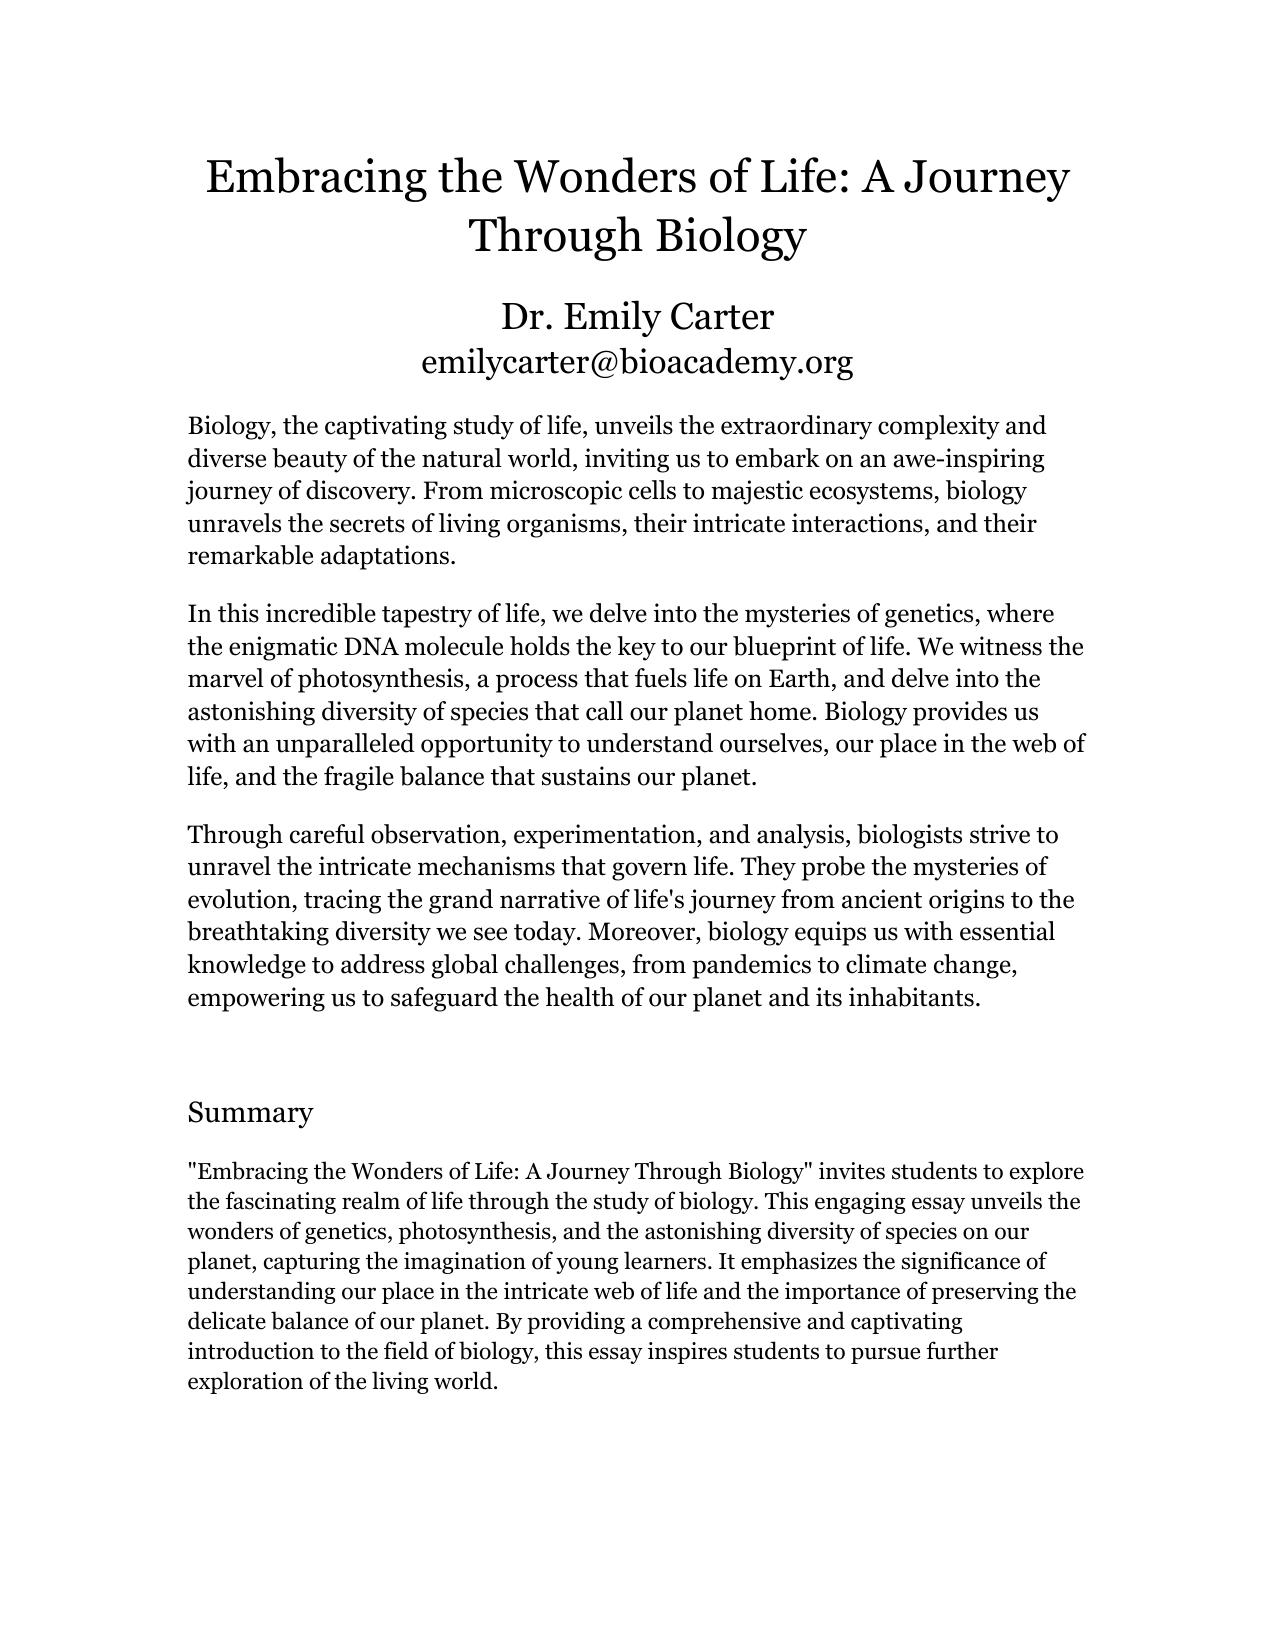 Embracing the Wonders of Life: A Journey
Through Biology
Dr. Emily Carter
emilycarter@bioacademy.org
Biology, the captivating study of life, unveils the extraordinary complexity and
diverse beauty of the natural world, inviting us to embark on an awe-inspiring
journey of discovery. From microscopic cells to majestic ecosystems, biology
unravels the secrets of living organisms, their intricate interactions, and their
remarkable adaptations.
In this incredible tapestry of life, we delve into the mysteries of genetics, where
the enigmatic DNA molecule holds the key to our blueprint of life. We witness the
marvel of photosynthesis, a process that fuels life on Earth, and delve into the
astonishing diversity of species that call our planet home. Biology provides us
with an unparalleled opportunity to understand ourselves, our place in the web of
life, and the fragile balance that sustains our planet.
Through careful observation, experimentation, and analysis, biologists strive to
unravel the intricate mechanisms that govern life. They probe the mysteries of
evolution, tracing the grand narrative of life's journey from ancient origins to the
breathtaking diversity we see today. Moreover, biology equips us with essential
knowledge to address global challenges, from pandemics to climate change,
empowering us to safeguard the health of our planet and its inhabitants.
Summary
"Embracing the Wonders of Life: A Journey Through Biology" invites students to explore
the fascinating realm of life through the study of biology. This engaging essay unveils the
wonders of genetics, photosynthesis, and the astonishing diversity of species on our
planet, capturing the imagination of young learners. It emphasizes the significance of
understanding our place in the intricate web of life and the importance of preserving the
delicate balance of our planet. By providing a comprehensive and captivating
introduction to the field of biology, this essay inspires students to pursue further
exploration of the living world.